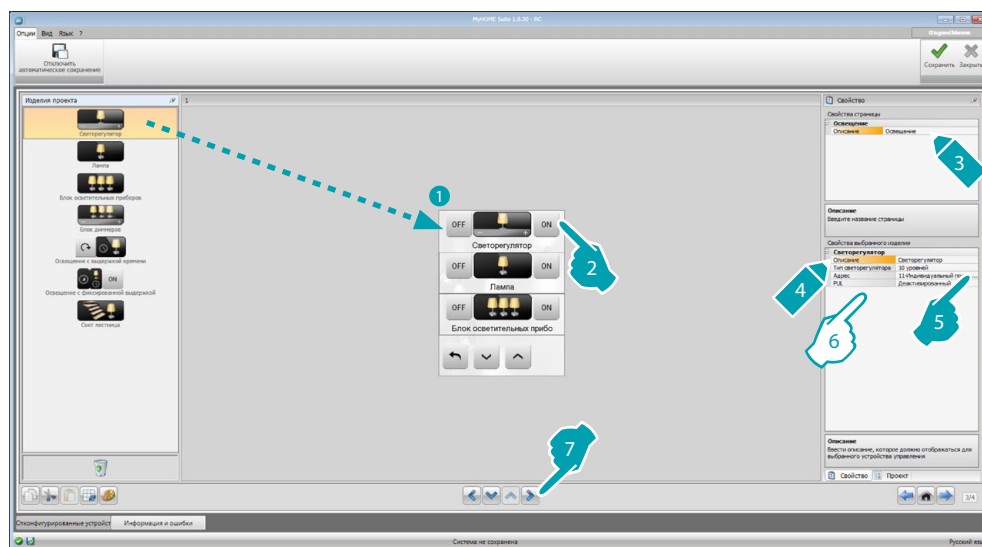 MyHOME Suite 1.0.30 - RC
Опции Вид Язык ?
Отключить
автоматическое сохранение
Сохранить Закрыть
Изделия проекта
1
Светорегулятор
Лампа
Блок осветительных приборов
Блок диммеров
Освещение с выдержкой времени
ON
Освещение с фиксированной выдержкой
Свет лестница
1
OFF ON
Светорегулятор
2
OFF ON
Лампа
OFF ON
Блок осветительных прибо
7
Свойство
Свойства страницы
Освещение
Описание Освещение
3
Описание
Введите название страницы
Свойства выбранного изделия
Светорегулятор
Описание Светорегулятор
Тип светорегулятора 10 уровней
Адрес 11-Индивидуальный
PUL Деактивированный
4
5
6
Описание
Ввести описание, которое должно отображаться для
выбранного устройства управления
Свойство Проект
3/4
Отконфигурированные устройст Информация и ошибки
Система не сохранена
Русский